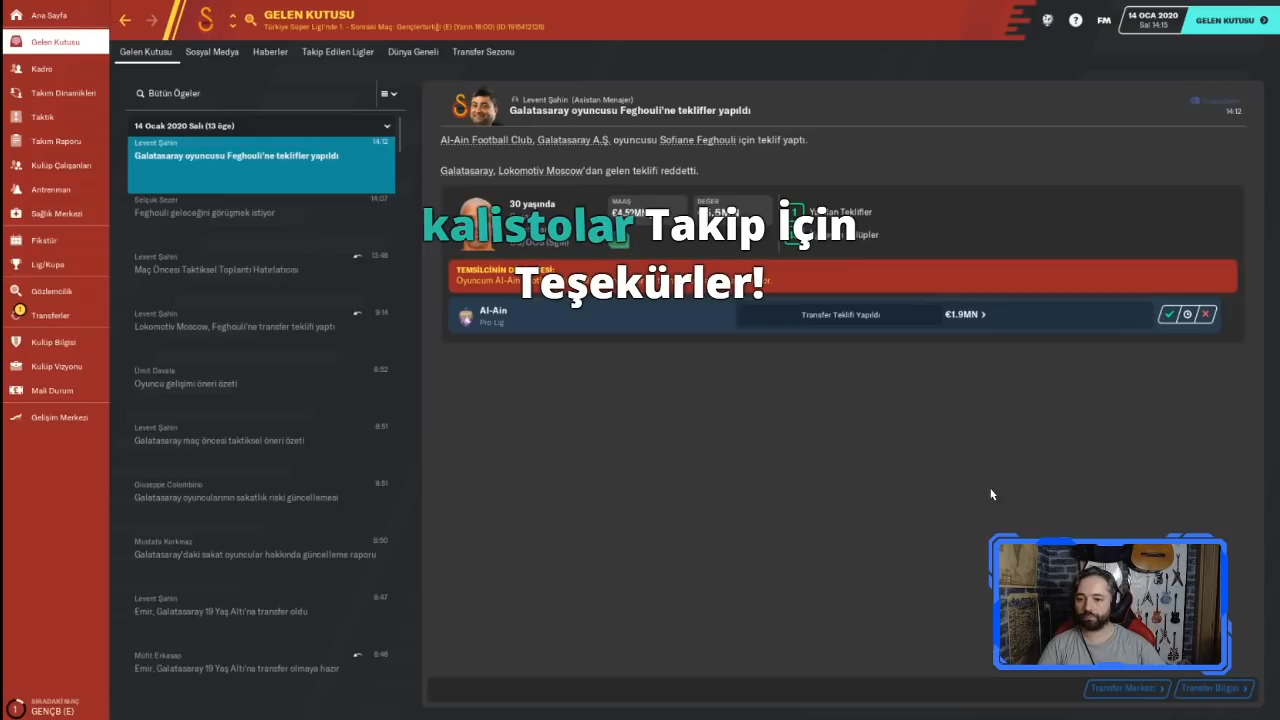 Ana Sayfa
Gelen Kutusu
Kadro
Takım Dinamikleri
Taktik
Takım Raporu
Kulüp Çalışanları
Antrenman
Sağlık Merkezi
Fikstür
Lig/Kupa
Gözlemcilik
Transferler
Kulüp Bilgisi
Kulüp Vizyonu
Mali Durum
Gelişim Merkezi
SIRADAKİ MAÇ
GENÇB (E)
GELEN KUTUSU
Türkiye Süper Ligi'nde 1. - Sonraki Maç: Gençlerbirliği (E) (Yarın 18:00) (ID:1915412126)
FM
14 OCA 2020
Sal 14:15
GELEN KUTUSU
Gelen Kutusu Sosyal Medya Haberler Takip Edilen Ligler Dünya Geneli Transfer Sezonu
Bütün Ögeler
14 Ocak 2020 Salı (13 öge)
Levent Şahin 14:12
Galatasaray oyuncusu Feghouli'ne teklifler yapıldı
Selçuk Sezer 14:07
Feghouli geleceğini görüşmek istiyor
Levent Şahin 13:46
Maç Öncesi Taktiksel Toplantı Hatırlatıcısı
Levent Şahin 9:14
Lokomotiv Moscow, Feghouli'ne transfer teklifi yaptı
Ümit Davala 8:52
Oyuncu gelişimi öneri özeti
Levent Şahin 8:51
Galatasaray maç öncesi taktiksel öneri özeti
Giuseppe Colombino 8:51
Galatasaray oyuncularının sakatlık riski güncellemesi
Mustafa Korkmaz 8:50
Galatasaray'daki sakat oyuncular hakkında güncelleme raporu
Levent Şahin 8:47
Emir, Galatasaray 19 Yaş Altı'na transfer oldu
Müfit Erkasap 8:46
Emir, Galatasaray 19 Yaş Altı'na transfer olmaya hazır
Levent Şahin (Asistan Menajer)
Galatasaray oyuncusu Feghouli'ne teklifler yapıldı
14:12
Al-Ain Football Club, Galatasaray A.Ş. oyuncusu Sofiane Feghouli için teklif yaptı.
Galatasaray, Lokomotiv Moscow'dan gelen teklifi reddetti.
30 yaşında
MAAŞ
DEĞER
kalistolar Takip İçin
Teşekürler!
Al-Ain
Pro Lig
Transfer Teklifi Yapıldı €1.9MN
Transfer Merkezi Transfer Bilgisi